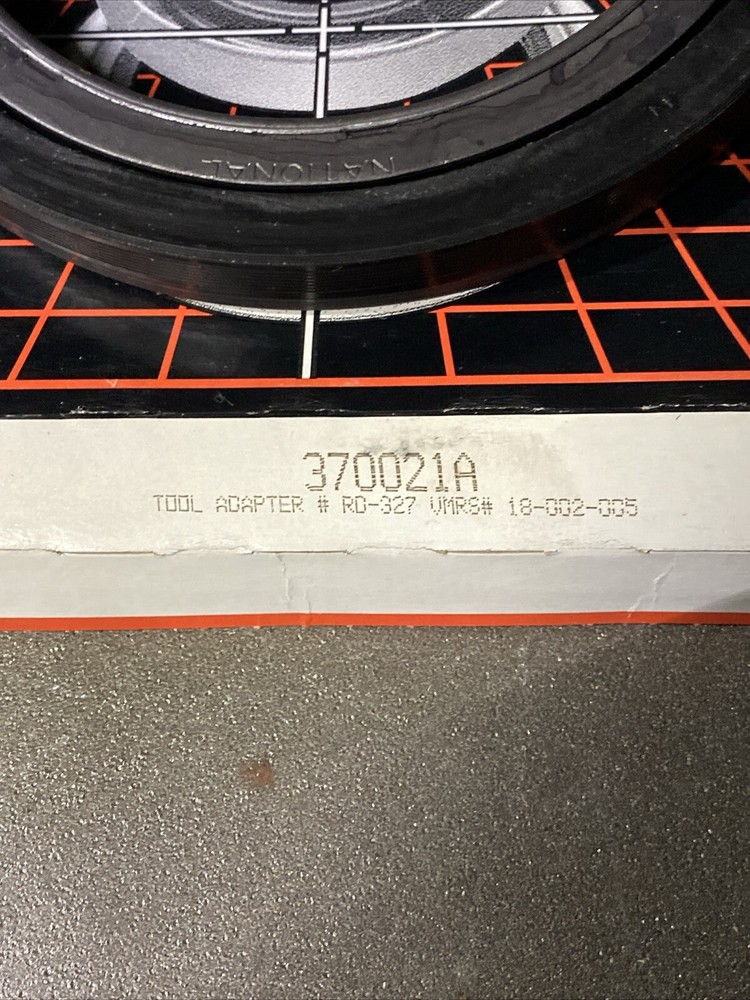 NATIONAL
370021A
TOOL ADAPTER # RD-327 VMRS# 18-002-005